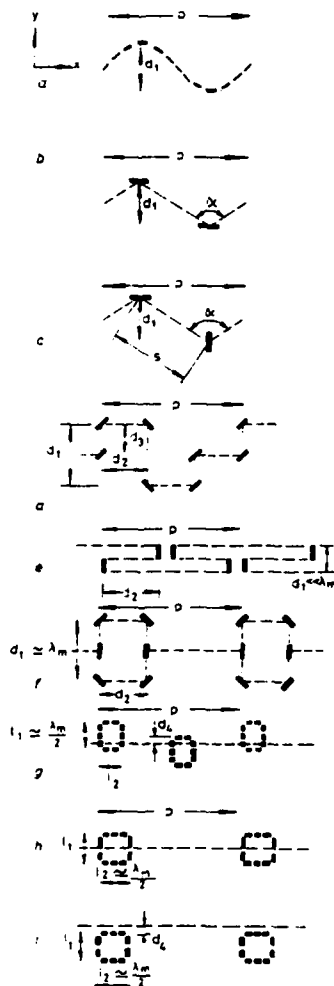 y
p
a
x
d₁
p
b
d₁
α
p
c
d₁
α
s
p
d₁
d₃
d₂
d
p
e
d₂
d₁≪λₘ
p
d₁ ≃ λₘ
f
d₂
p
l₁ ≃ λₘ/2
d₄
g
l₂
p
h
l₁
l₂ ≃ λₘ/2
i
l₁
d₄
l₂ ≃ λₘ/2